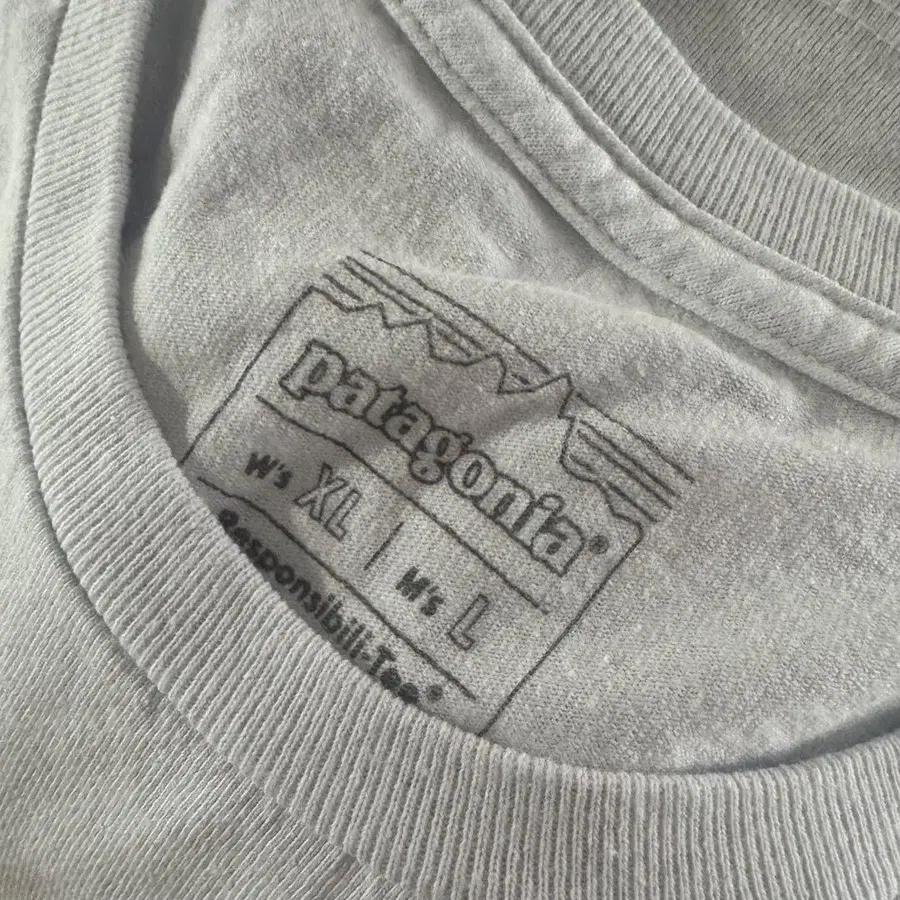 patagonia®
W's XL | M's L
Responsibili-Tee®